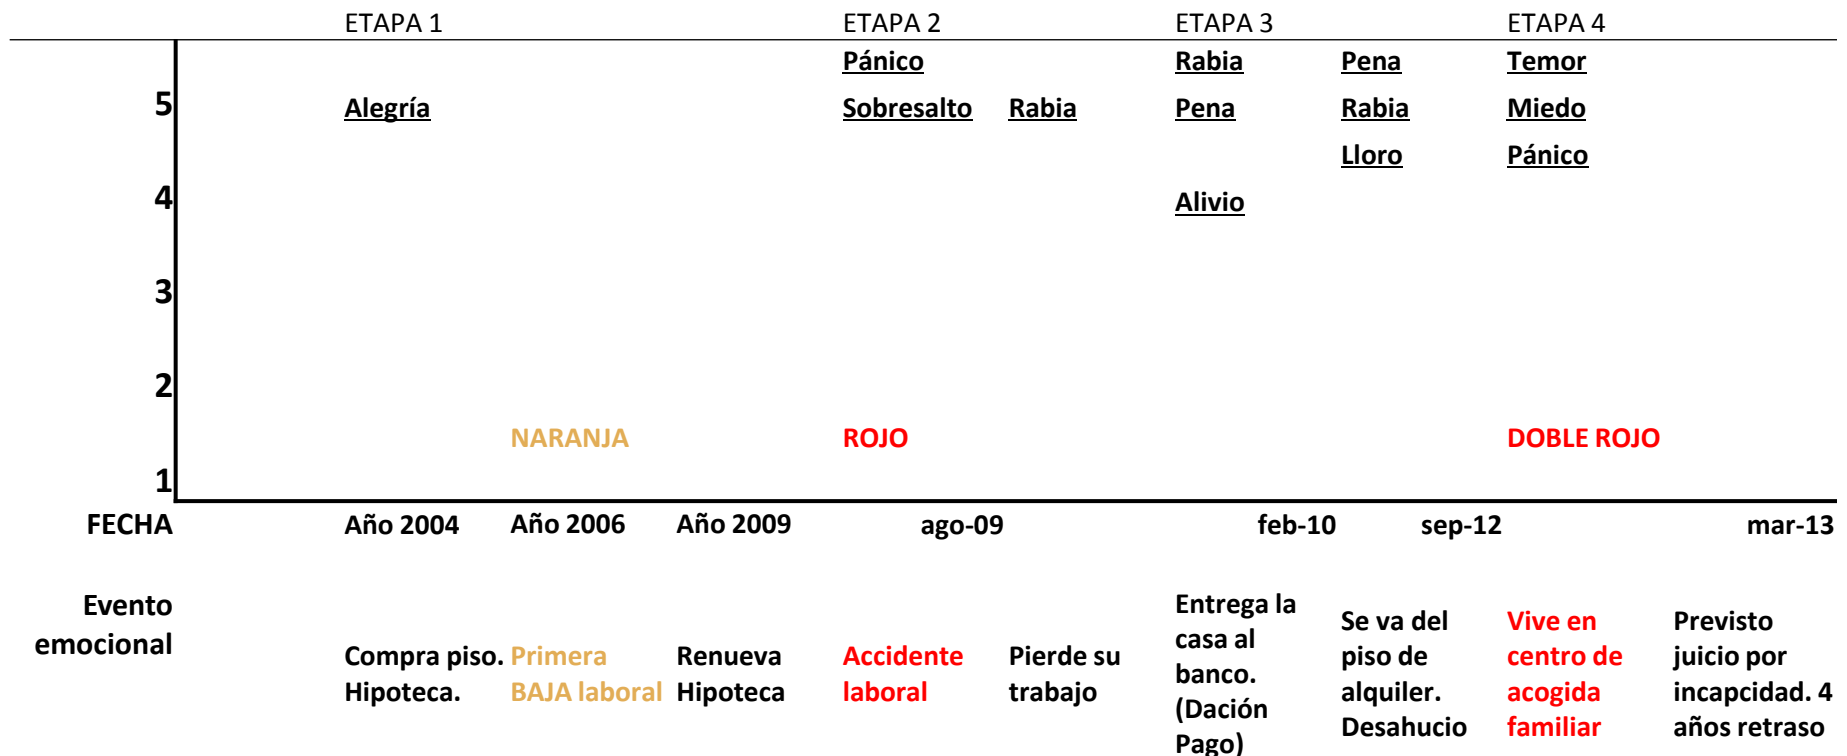 ETAPA 1 ETAPA 2 ETAPA 3 ETAPA 4
Pánico Rabia Pena Temor
5 Alegría Sobresalto Rabia Pena Rabia Miedo
Lloro Pánico
4 Alivio
3
2
NARANJA ROJO DOBLE ROJO
1
FECHA Año 2004 Año 2006 Año 2009 ago-09 feb-10 sep-12 mar-13
Evento
emocional
Compra piso.
Hipoteca.
Primera
BAJA laboral
Renueva
Hipoteca
Accidente
laboral
Pierde su
trabajo
Entrega la
casa al
banco.
(Dación
Pago)
Se va del
piso de
alquiler.
Desahucio
Vive en
centro de
acogida
familiar
Previsto
juicio por
incapcidad. 4
años retraso